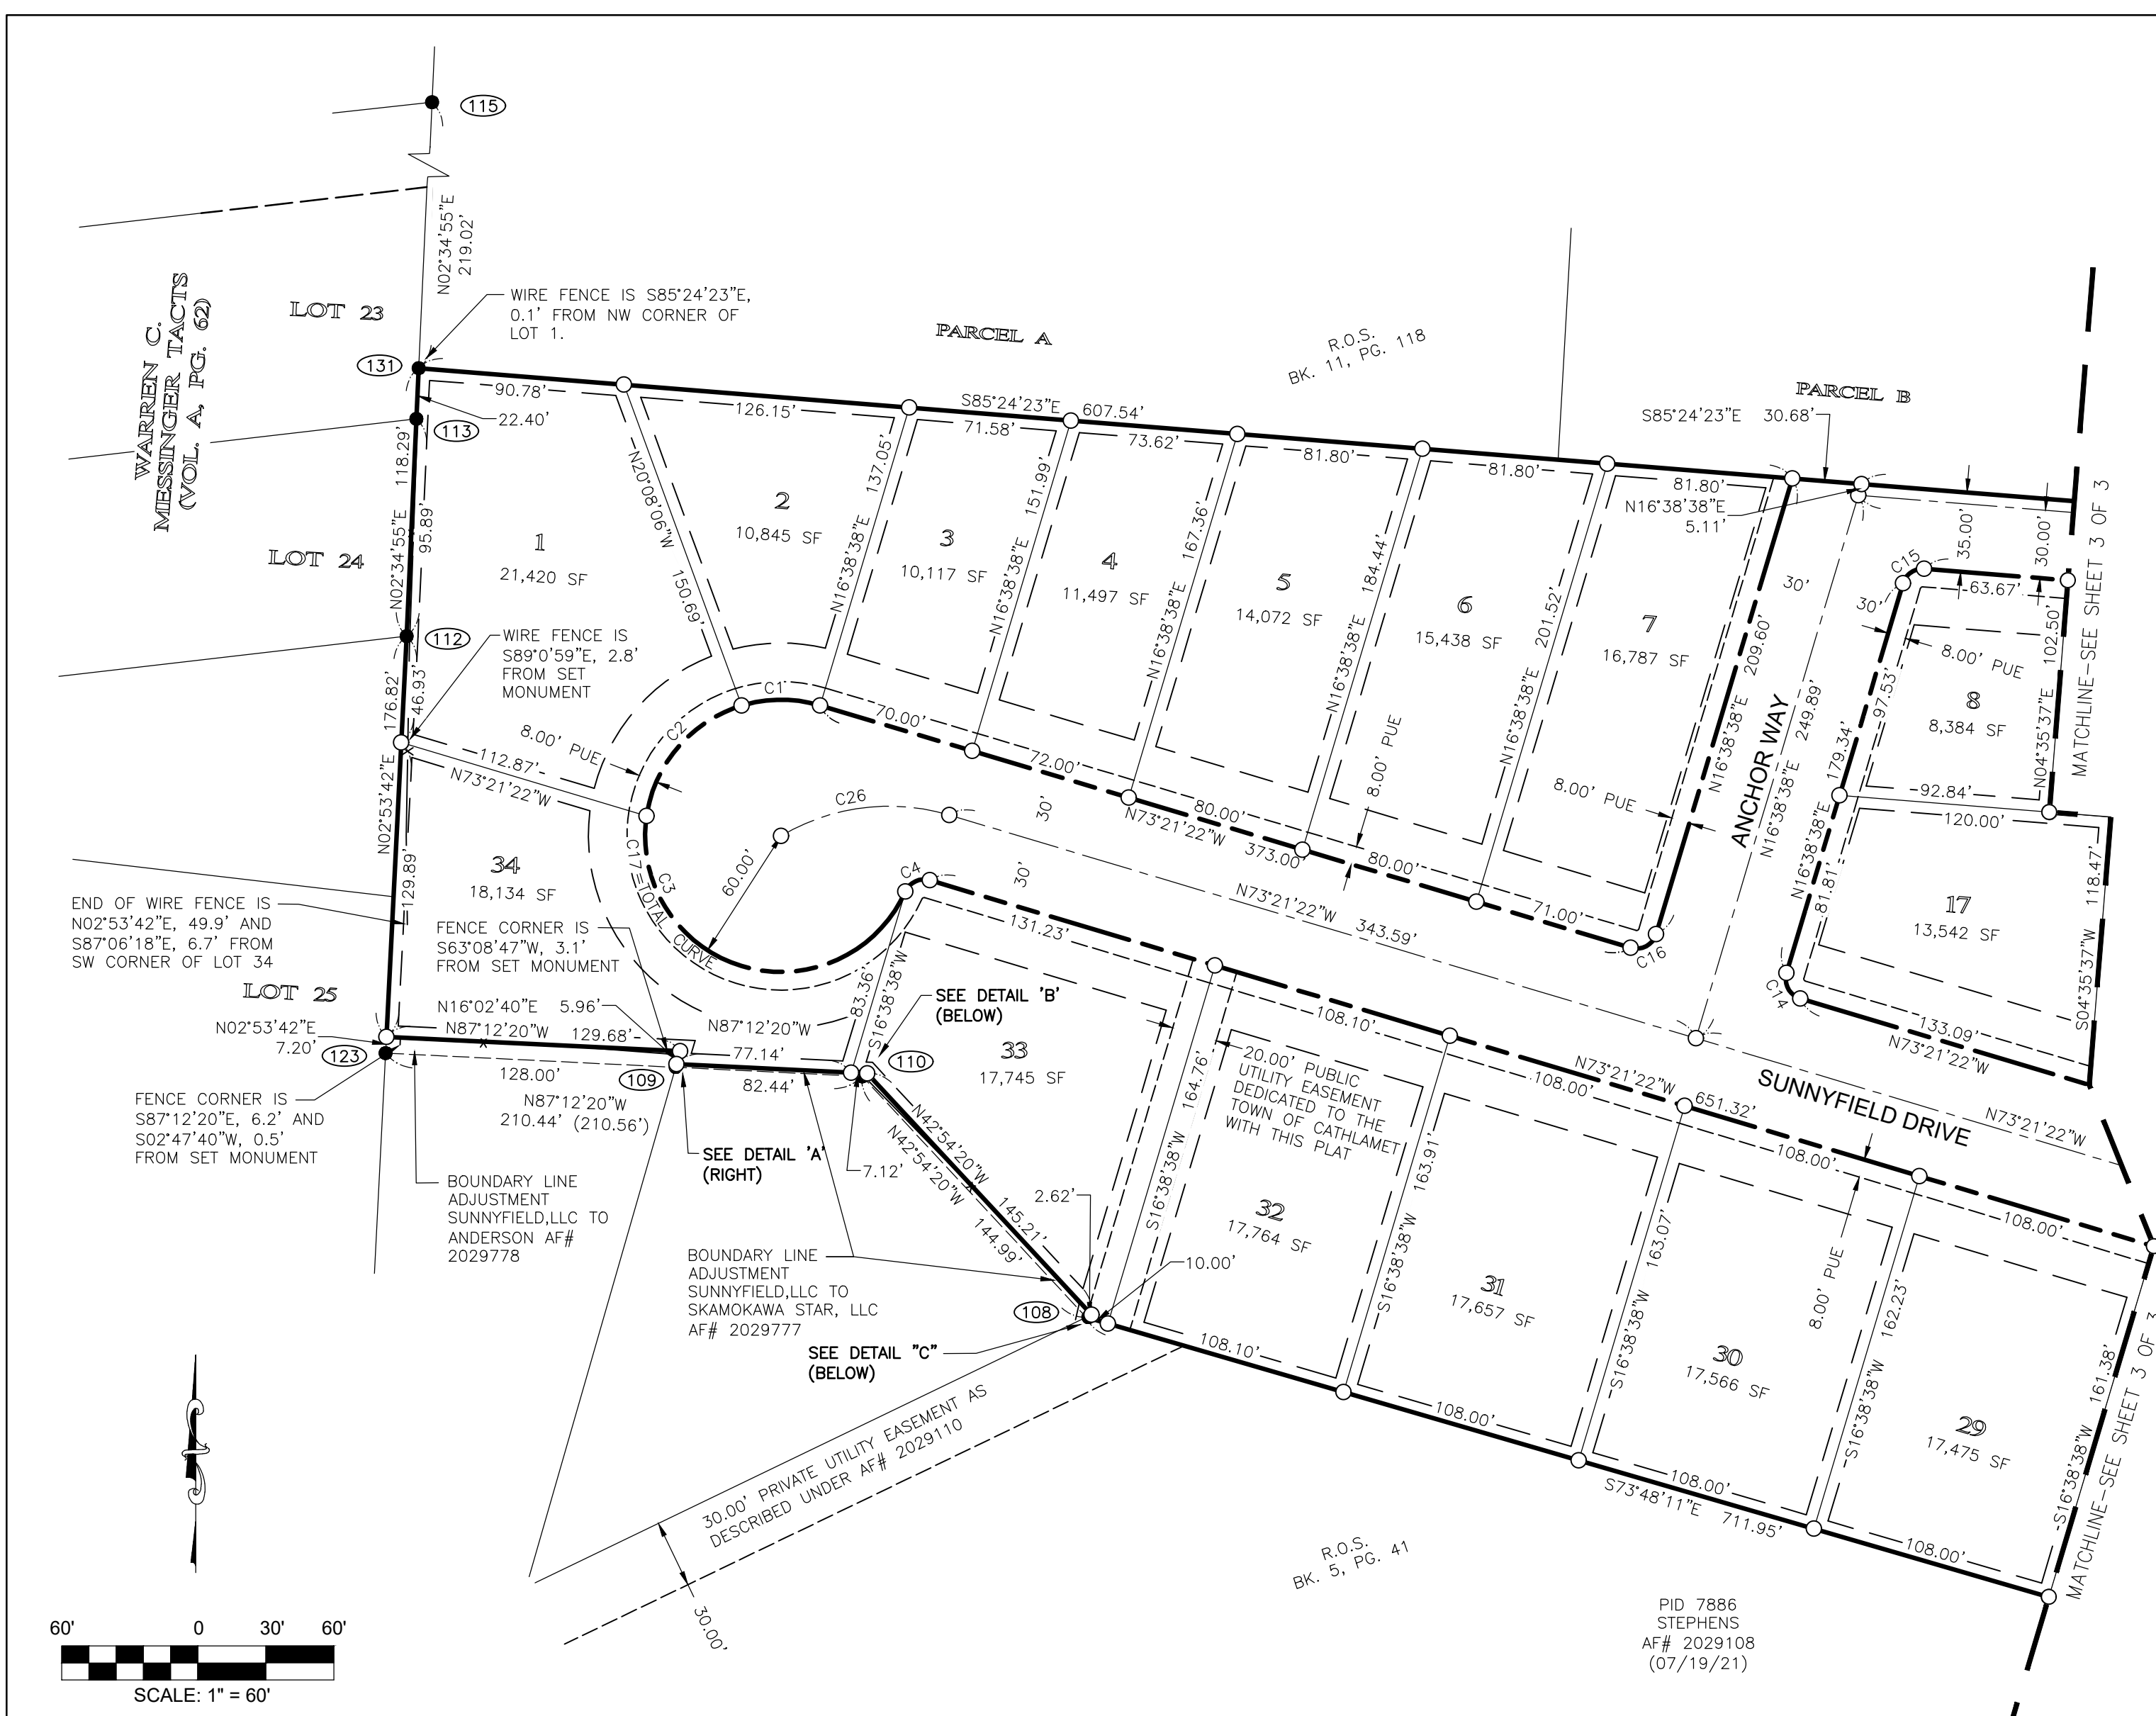 115
N02°34'55"E
219.02'
WARREN C.
MESSINGER TACTS
(VOL. A, PG. 62)
LOT 23
WIRE FENCE IS S85°24'23"E,
0.1' FROM NW CORNER OF
LOT 1.
131
PARCEL A
R.O.S.
BK. 11, PG. 118
PARCEL B
S85°24'23"E 30.68'
S85°24'23"E 607.54'
90.78'
126.15'
71.58'
73.62'
81.80'
81.80'
81.80'
22.40'
113
118.29'
N02°34'55"E
95.89'
LOT 24
1
21,420 SF
N20°08'06"W
150.69'
2
10,845 SF
N16°38'38"E 137.05'
3
10,117 SF
N16°38'38"E 151.99'
4
11,497 SF
N16°38'38"E 167.36'
5
14,072 SF
N16°38'38"E 184.44'
6
15,438 SF
N16°38'38"E 201.52'
7
16,787 SF
N16°38'38"E
5.11'
N16°38'38"E 209.60'
30'
30'
ANCHOR WAY
N16°38'38"E 249.89'
35.00'
30.00'
C15
63.67'
8.00' PUE
8
8,384 SF
102.50'
N04°35'37"E
97.53'
179.34'
N16°38'38"E
81.81'
92.84'
120.00'
MATCHLINE-SEE SHEET 3 OF 3
17
13,542 SF
118.47'
S04°35'37"W
C14
133.09'
N73°21'22"W
112
WIRE FENCE IS
S89°0'59"E, 2.8'
FROM SET
MONUMENT
176.82'
46.93'
N02°53'42"E
129.89'
8.00' PUE
112.87'
N73°21'22"W
C1
C2
C3
C17=TOTAL CURVE
60.00'
C26
C4
70.00'
72.00'
80.00'
80.00'
71.00'
N73°21'22"W 373.00'
8.00' PUE
8.00' PUE
C16
30'
30'
N73°21'22"W 343.59'
34
18,134 SF
END OF WIRE FENCE IS
N02°53'42"E, 49.9' AND
S87°06'18"E, 6.7' FROM
SW CORNER OF LOT 34
FENCE CORNER IS
S63°08'47"W, 3.1'
FROM SET MONUMENT
LOT 25
N02°53'42"E
7.20'
N16°02'40"E 5.96'
N87°12'20"W 129.68'
123
x
128.00'
109
N87°12'20"W
210.44' (210.56')
N87°12'20"W
77.14'
82.44'
83.36'
S16°38'38"W
SEE DETAIL 'B'
(BELOW)
110
7.12'
SEE DETAIL 'A'
(RIGHT)
FENCE CORNER IS
S87°12'20"E, 6.2' AND
S02°47'40"W, 0.5'
FROM SET MONUMENT
BOUNDARY LINE
ADJUSTMENT
SUNNYFIELD,LLC TO
ANDERSON AF#
2029778
BOUNDARY LINE
ADJUSTMENT
SUNNYFIELD,LLC TO
SKAMOKAWA STAR, LLC
AF# 2029777
SEE DETAIL "C"
(BELOW)
108
N42°54'20"W 145.21'
N42°54'20"W 144.99'
x
2.62'
10.00'
131.23'
33
17,745 SF
S16°38'38"W 164.76'
20.00' PUBLIC
UTILITY EASEMENT
DEDICATED TO THE
TOWN OF CATHLAMET
WITH THIS PLAT
108.10'
108.00'
N73°21'22"W 651.32'
108.00'
108.00'
SUNNYFIELD DRIVE
N73°21'22"W
32
17,764 SF
108.10'
S16°38'38"W 163.91'
31
17,657 SF
108.00'
S16°38'38"W 163.07'
30
17,566 SF
8.00' PUE
108.00'
S16°38'38"W 162.23'
29
17,475 SF
108.00'
S16°38'38"W 161.38'
MATCHLINE-SEE SHEET 3 OF 3
S73°48'11"E 711.95'
30.00' PRIVATE UTILITY EASEMENT AS
DESCRIBED UNDER AF# 2029110
30.00'
R.O.S.
BK. 5, PG. 41
PID 7886
STEPHENS
AF# 2029108
(07/19/21)
60' 0 30' 60'
SCALE: 1" = 60'